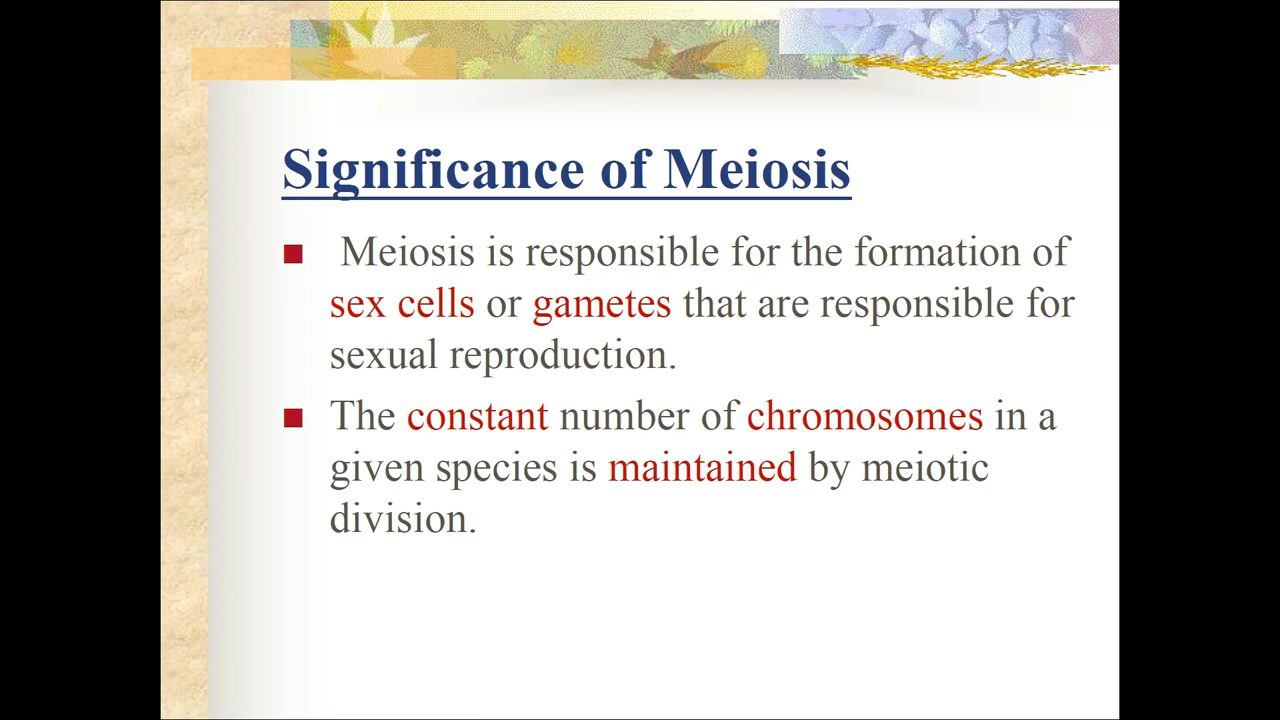 Significance of Meiosis
Meiosis is responsible for the formation of
sex cells or gametes that are responsible for
sexual reproduction.
The constant number of chromosomes in a
given species is maintained by meiotic
division.